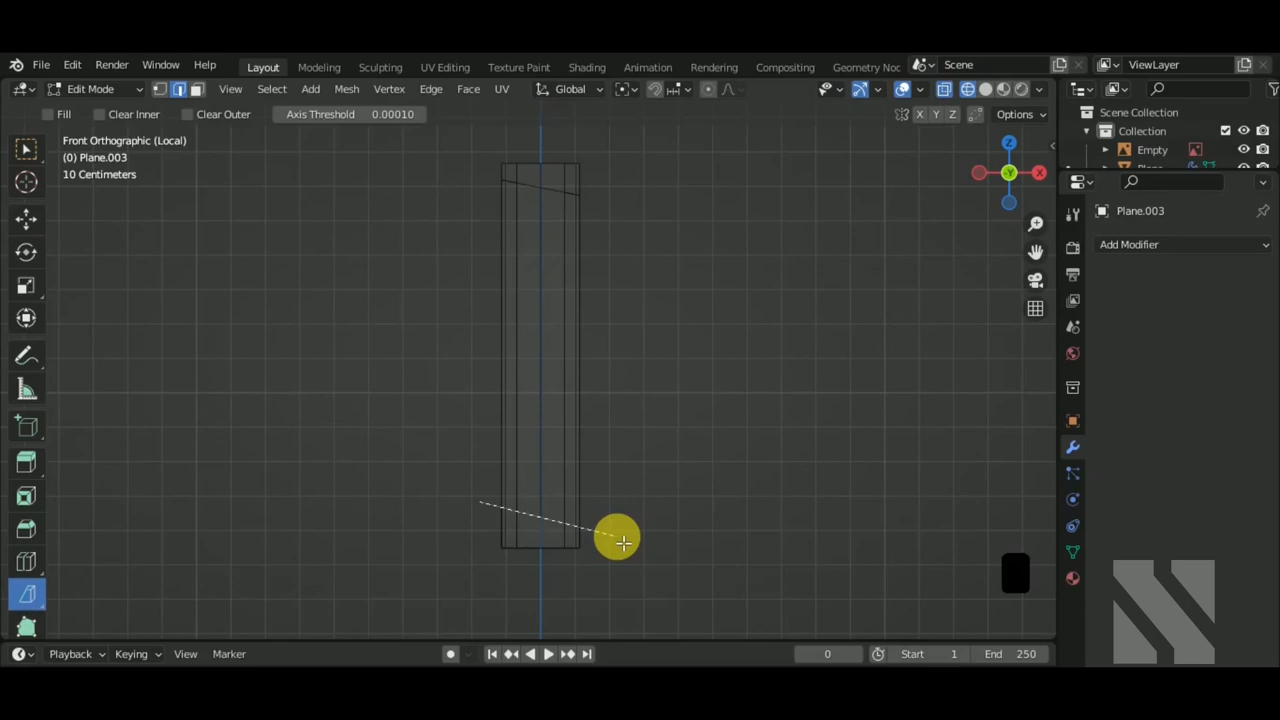 File Edit Render Window Help
Layout Modeling Sculpting UV Editing Texture Paint Shading Animation Rendering Compositing Geometry Noc
Scene
ViewLayer
Edit Mode View Select Add Mesh Vertex Edge Face UV Global
Fill Clear Inner Clear Outer Axis Threshold 0.00010
X Y Z Options
Scene Collection
Collection
Empty
Front Orthographic (Local)
(0) Plane.003
10 Centimeters
Z
-Y
X
Plane.003
Add Modifier
Playback Keying View Marker
0 Start 1 End 250